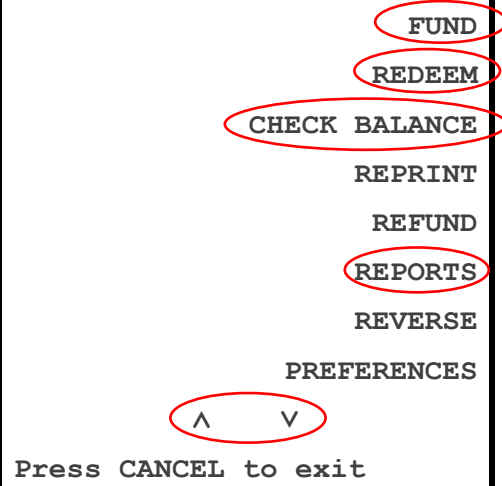 FUND
REDEEM
CHECK BALANCE
REPRINT
REFUND
REPORTS
REVERSE
PREFERENCES
∧ ∨
Press CANCEL to exit